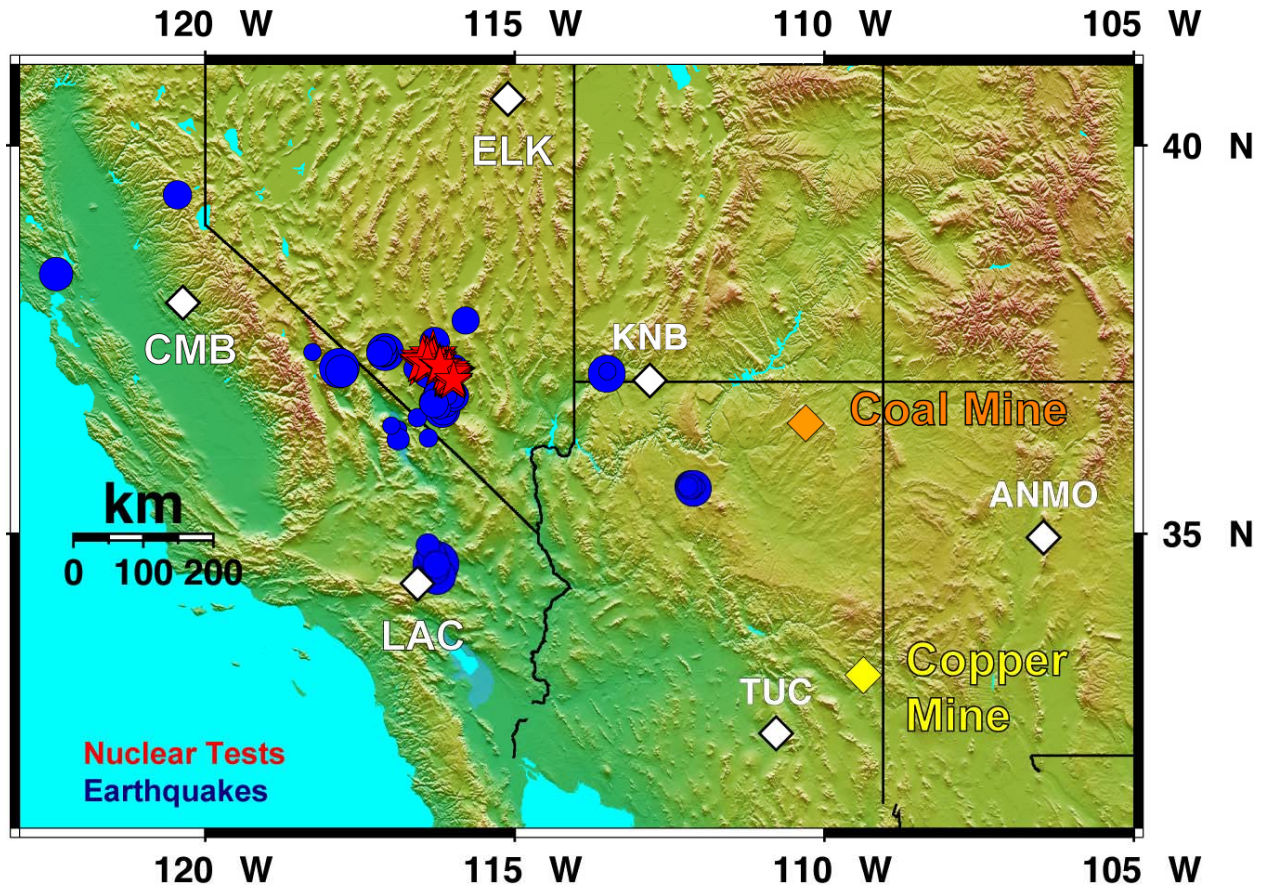 120 W 115 W 110 W 105 W
ELK
40 N
CMB
KNB
Coal Mine
ANMO
km
35 N
0 100 200
LAC
Copper
Mine
TUC
Nuclear Tests
Earthquakes
120 W 115 W 110 W 105 W